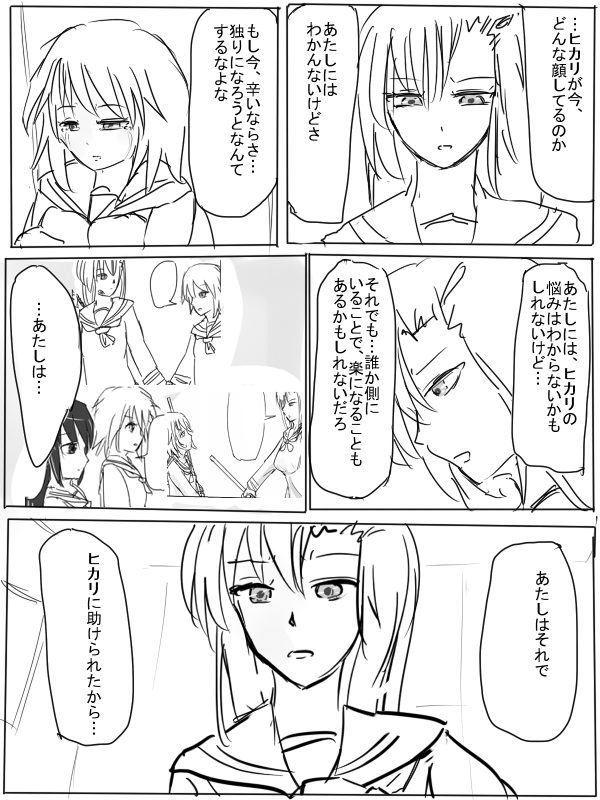 …ヒカリが今、
どんな顔してるのか
あたしには
わかんないけどさ
もし今、辛いならさ…
独りになろうとなんて
するなよな
あたしには、ヒカリの
悩みはわからないかも
しれないけど…
それでも…誰か側に
いることで、楽になることも
あるかもしれないだろ
…あたしは…
あたしはそれで
ヒカリに助けられたから…